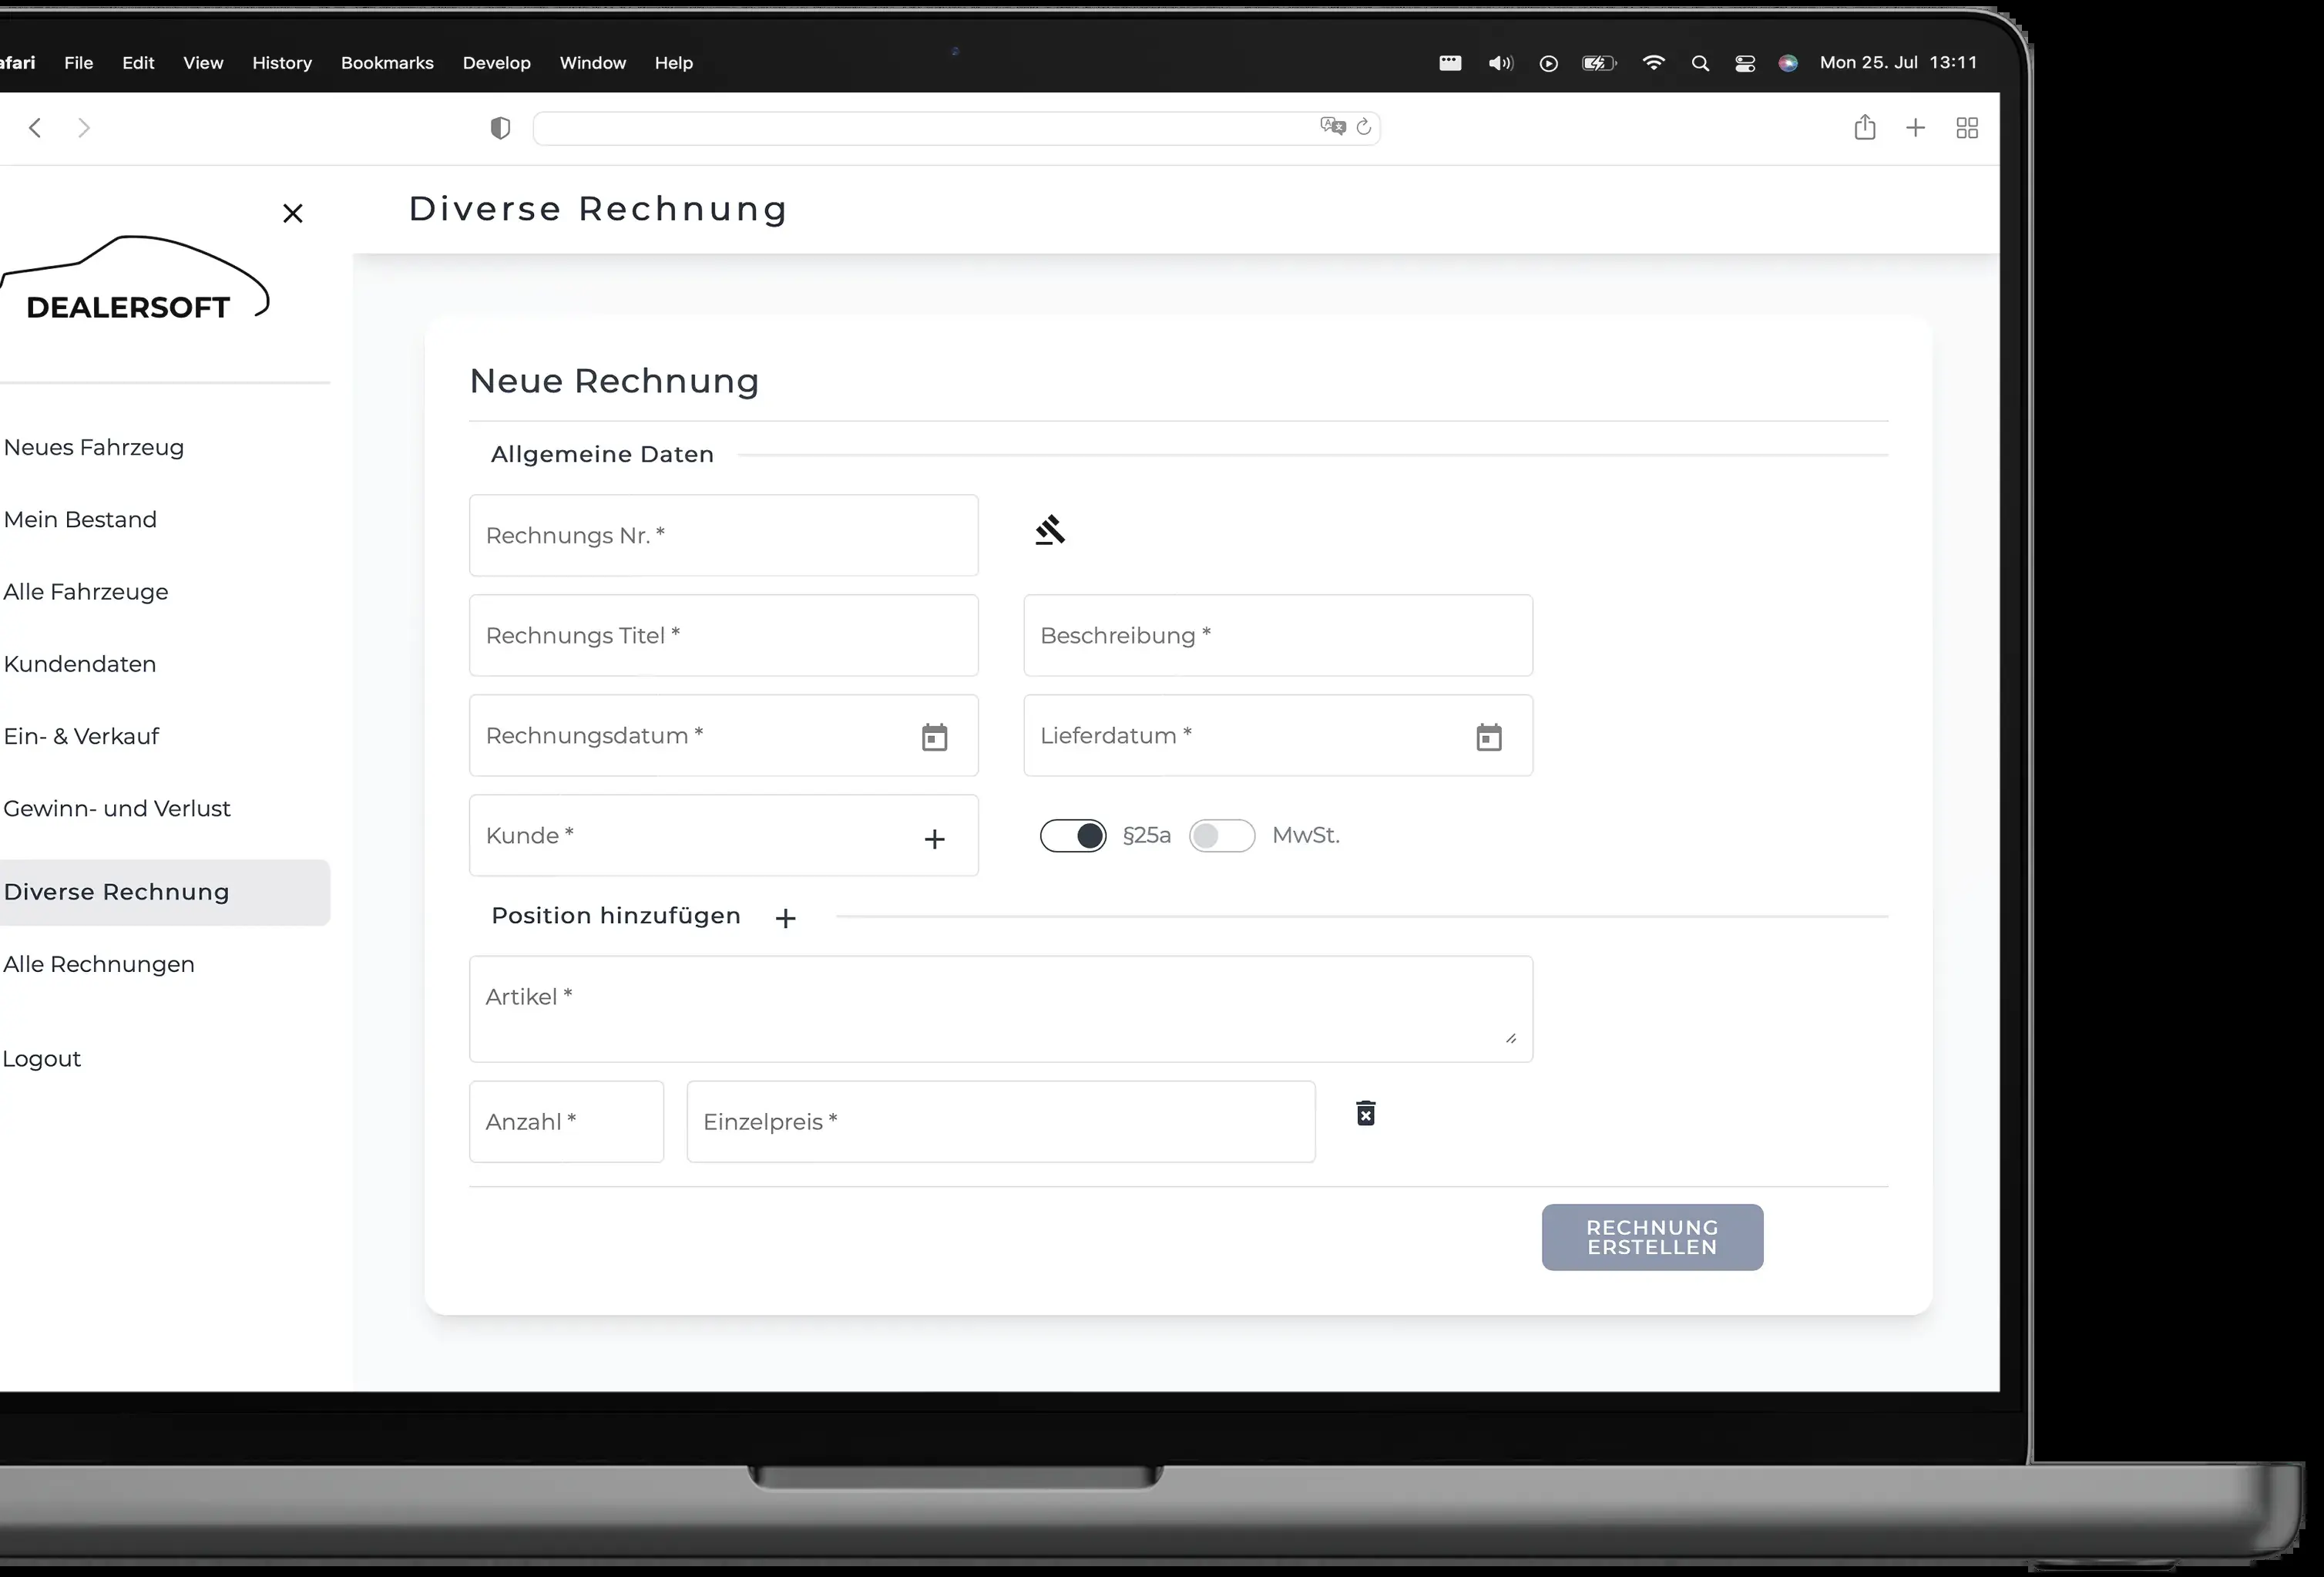 afari File Edit View History Bookmarks Develop Window Help Mon 25. Jul 13:11
Diverse Rechnung
DEALERSOFT
Neues Fahrzeug
Mein Bestand
Alle Fahrzeuge
Kundendaten
Ein- & Verkauf
Gewinn- und Verlust
Diverse Rechnung
Alle Rechnungen
Logout
Neue Rechnung
Allgemeine Daten
Rechnungs Nr. *
Rechnungs Titel * Beschreibung *
Rechnungsdatum * Lieferdatum *
Kunde * §25a MwSt.
Position hinzufügen
Artikel *
Anzahl * Einzelpreis *
RECHNUNG
ERSTELLEN